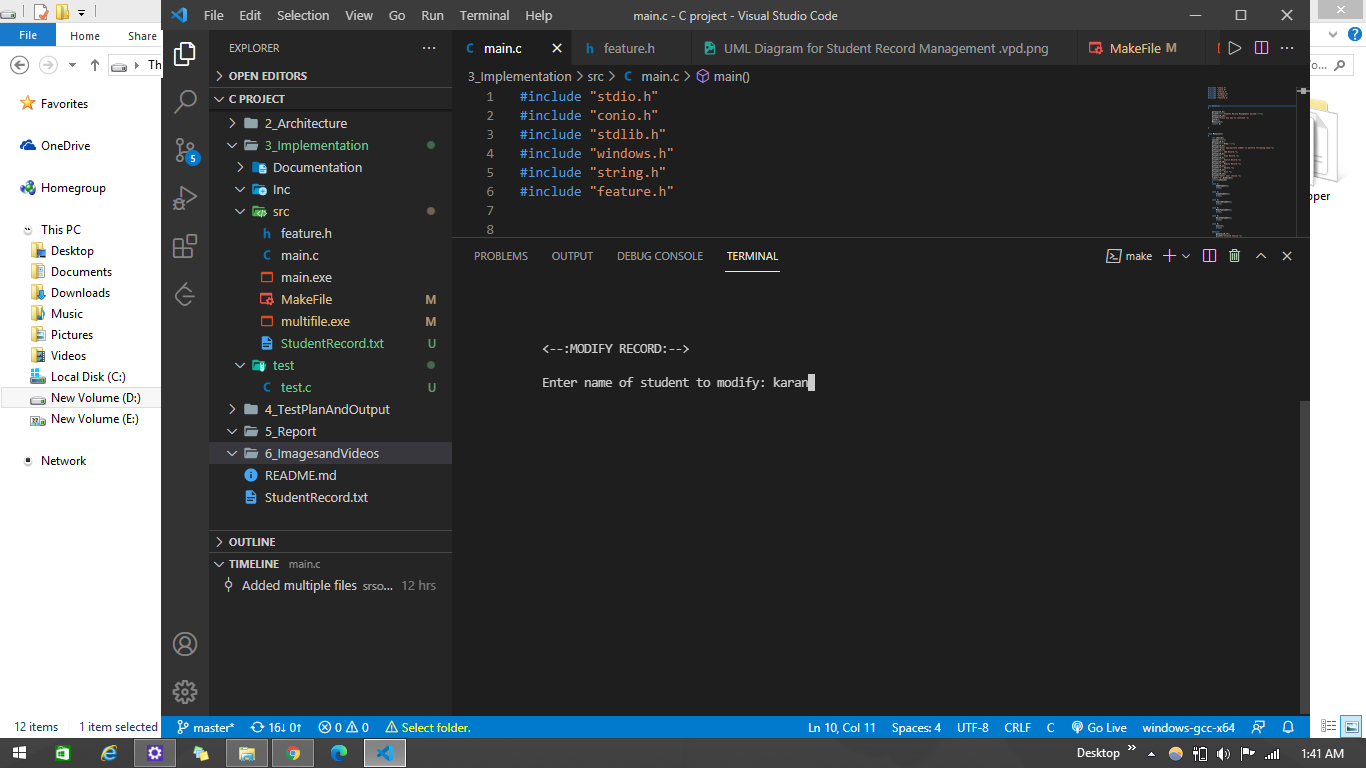 File Edit Selection View Go Run Terminal Help
main.c - C project - Visual Studio Code
File Home Share
Th
Favorites
OneDrive
Homegroup
This PC
Desktop
Documents
Downloads
Music
Pictures
Videos
Local Disk (C:)
New Volume (D:)
New Volume (E:)
Network
12 items 1 item selected
EXPLORER
OPEN EDITORS
C PROJECT
2_Architecture
3_Implementation
Documentation
Inc
src
h feature.h
C main.c
main.exe
MakeFile M
multifile.exe M
StudentRecord.txt U
test
C test.c U
4_TestPlanAndOutput
5_Report
6_ImagesandVideos
README.md
StudentRecord.txt
OUTLINE
TIMELINE main.c
Added multiple files srso... 12 hrs
5
C main.c
h feature.h
UML Diagram for Student Record Management .vpd.png
MakeFile M
3_Implementation > src > C main.c > main()
1 #include "stdio.h"
2 #include "conio.h"
3 #include "stdlib.h"
4 #include "windows.h"
5 #include "string.h"
6 #include "feature.h"
7
8
PROBLEMS OUTPUT DEBUG CONSOLE TERMINAL
make
<--:MODIFY RECORD:-->
Enter name of student to modify: karan
master* 16↓ 0↑ 0 0 Select folder.
Ln 10, Col 11 Spaces: 4 UTF-8 CRLF C Go Live windows-gcc-x64
o...
pper
Desktop » 1:41 AM